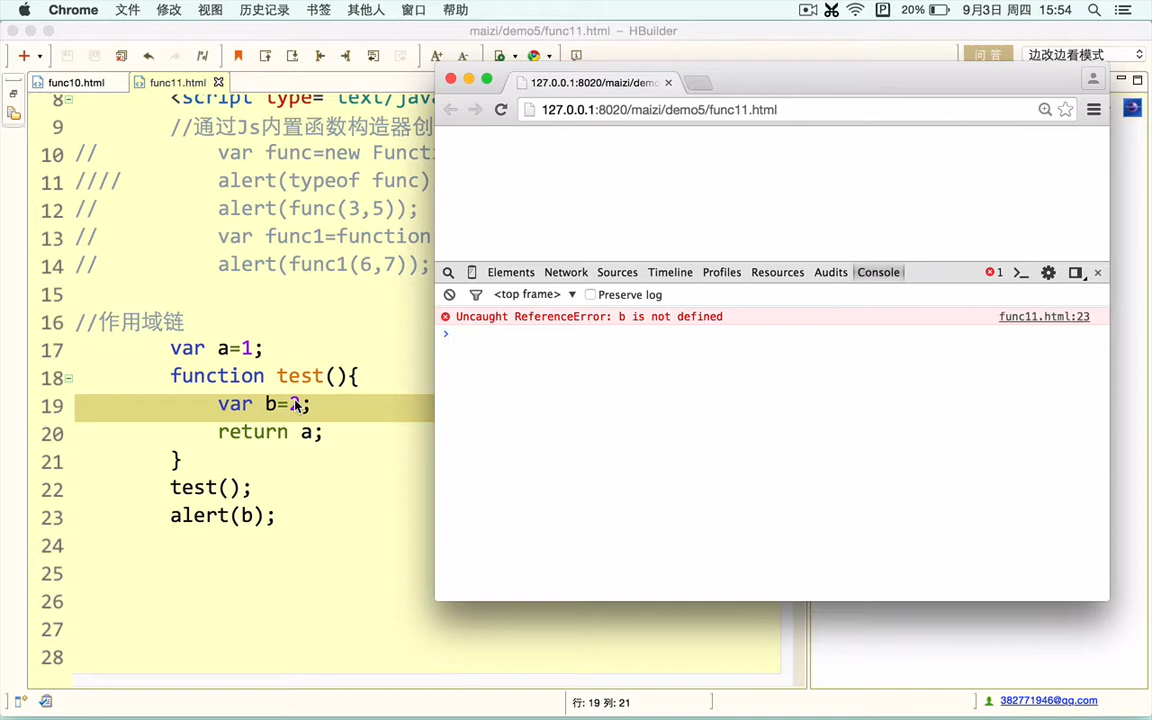 Chrome 文件 修改 视图 历史记录 书签 其他人 窗口 帮助 20% 9月3日 周四 15:54
maizi/demo5/func11.html – HBuilder
问 答 边改边看模式
func10.html func11.html
127.0.0.1:8020/maizi/demo
127.0.0.1:8020/maizi/demo5/func11.html
8 <script type="text/java
9 //通过Js内置函数构造器创
10 // var func=new Functi
11 //// alert(typeof func)
12 // alert(func(3,5));
13 // var func1=function
14 // alert(func1(6,7));
15
16 //作用域链
17 var a=1;
18 function test(){
19 var b=2;
20 return a;
21 }
22 test();
23 alert(b);
24
25
26
27
28
Elements Network Sources Timeline Profiles Resources Audits Console 1
<top frame> Preserve log
Uncaught ReferenceError: b is not defined func11.html:23
行: 19 列: 21
382771946@qq.com